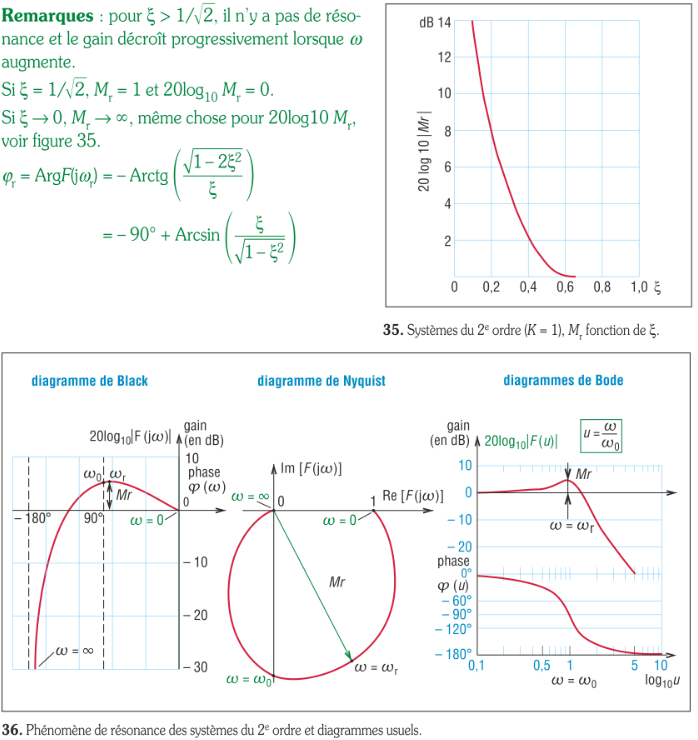 Remarques : pour ξ > 1/√2, il n'y a pas de réso-
nance et le gain décroît progressivement lorsque ω
augmente.
Si ξ = 1/√2, Mr = 1 et 20log10 Mr = 0.
Si ξ → 0, Mr → ∞, même chose pour 20log10 Mr,
voir figure 35.
φr = ArgF(jωr) = – Arctg (√(1 – 2ξ²) / ξ)
= – 90° + Arcsin (ξ / √(1 – ξ²))
dB 14
12
10
8
6
4
2
20 log 10 |Mr|
0 0,2 0,4 0,6 0,8 1,0 ξ
35. Systèmes du 2e ordre (K = 1), Mr fonction de ξ.
diagramme de Black
20log10|F(jω)|
gain
(en dB)
10
phase
φ (ω)
0
ω0 ωr
Mr
– 180°
90°
ω = 0
– 10
– 20
– 30
ω = ∞
diagramme de Nyquist
Im [F(jω)]
ω = ∞
0
1
Re [F(jω)]
ω = 0
Mr
ω = ωr
ω = ω0
diagrammes de Bode
gain
(en dB)
20log10|F(u)|
u = ω/ω0
10
0
– 10
– 20
Mr
ω = ωr
phase
0°
φ (u)
– 60°
– 90°
– 120°
– 180°
0,1 0,5 1 5 10
ω = ω0
log10u
36. Phénomène de résonance des systèmes du 2e ordre et diagrammes usuels.